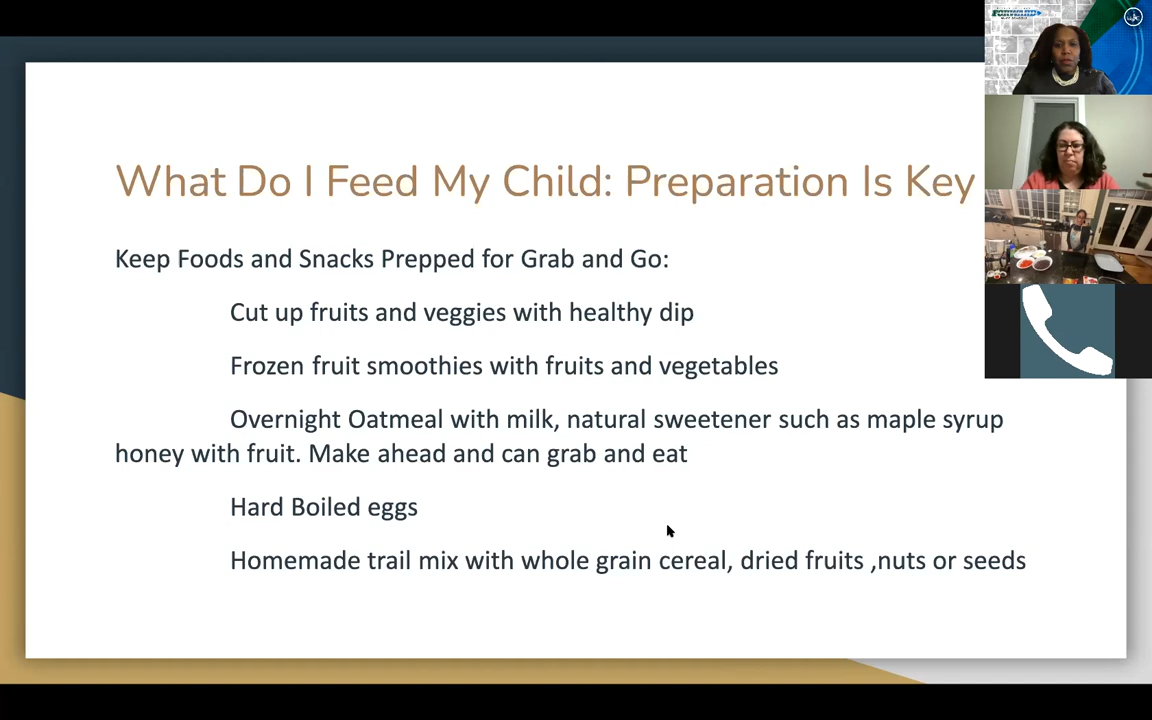 What Do I Feed My Child: Preparation Is Key
Keep Foods and Snacks Prepped for Grab and Go:
Cut up fruits and veggies with healthy dip
Frozen fruit smoothies with fruits and vegetables
Overnight Oatmeal with milk, natural sweetener such as maple syrup
honey with fruit. Make ahead and can grab and eat
Hard Boiled eggs
Homemade trail mix with whole grain cereal, dried fruits ,nuts or seeds
FORWARD